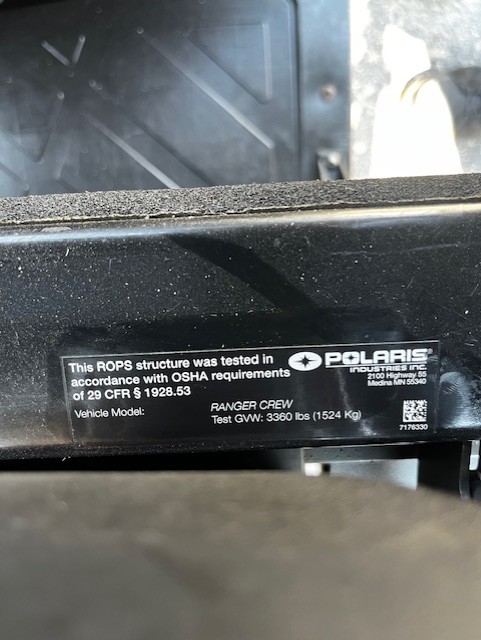 This ROPS structure was tested in
accordance with OSHA requirements
of 29 CFR § 1928.53
POLARIS®
INDUSTRIES INC.
2100 Highway 55
Medina MN 55340
Vehicle Model:
RANGER CREW
Test GVW: 3360 lbs (1524 Kg)
7176330